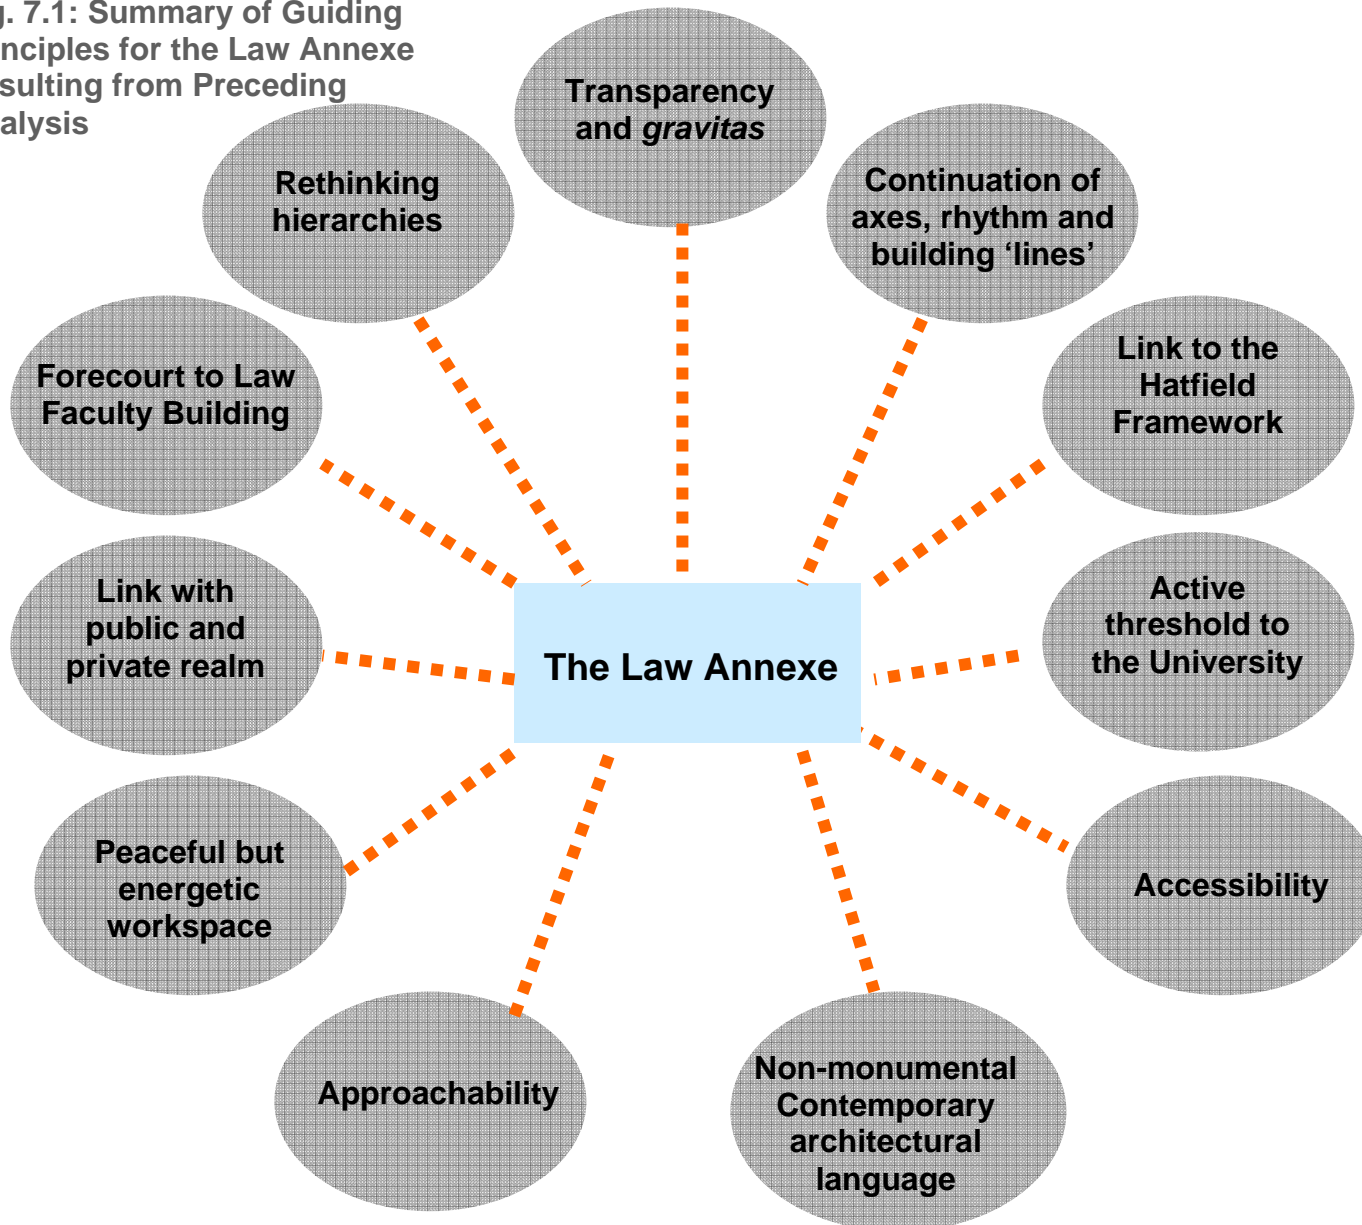 g. 7.1: Summary of Guiding
nciples for the Law Annexe
sulting from Preceding
alysis
Transparency
and gravitas
Rethinking
hierarchies
Continuation of
axes, rhythm and
building ‘lines’
Forecourt to Law
Faculty Building
Link to the
Hatfield
Framework
Link with
public and
private realm
The Law Annexe
Active
threshold to
the University
Peaceful but
energetic
workspace
Accessibility
Approachability
Non-monumental
Contemporary
architectural
language